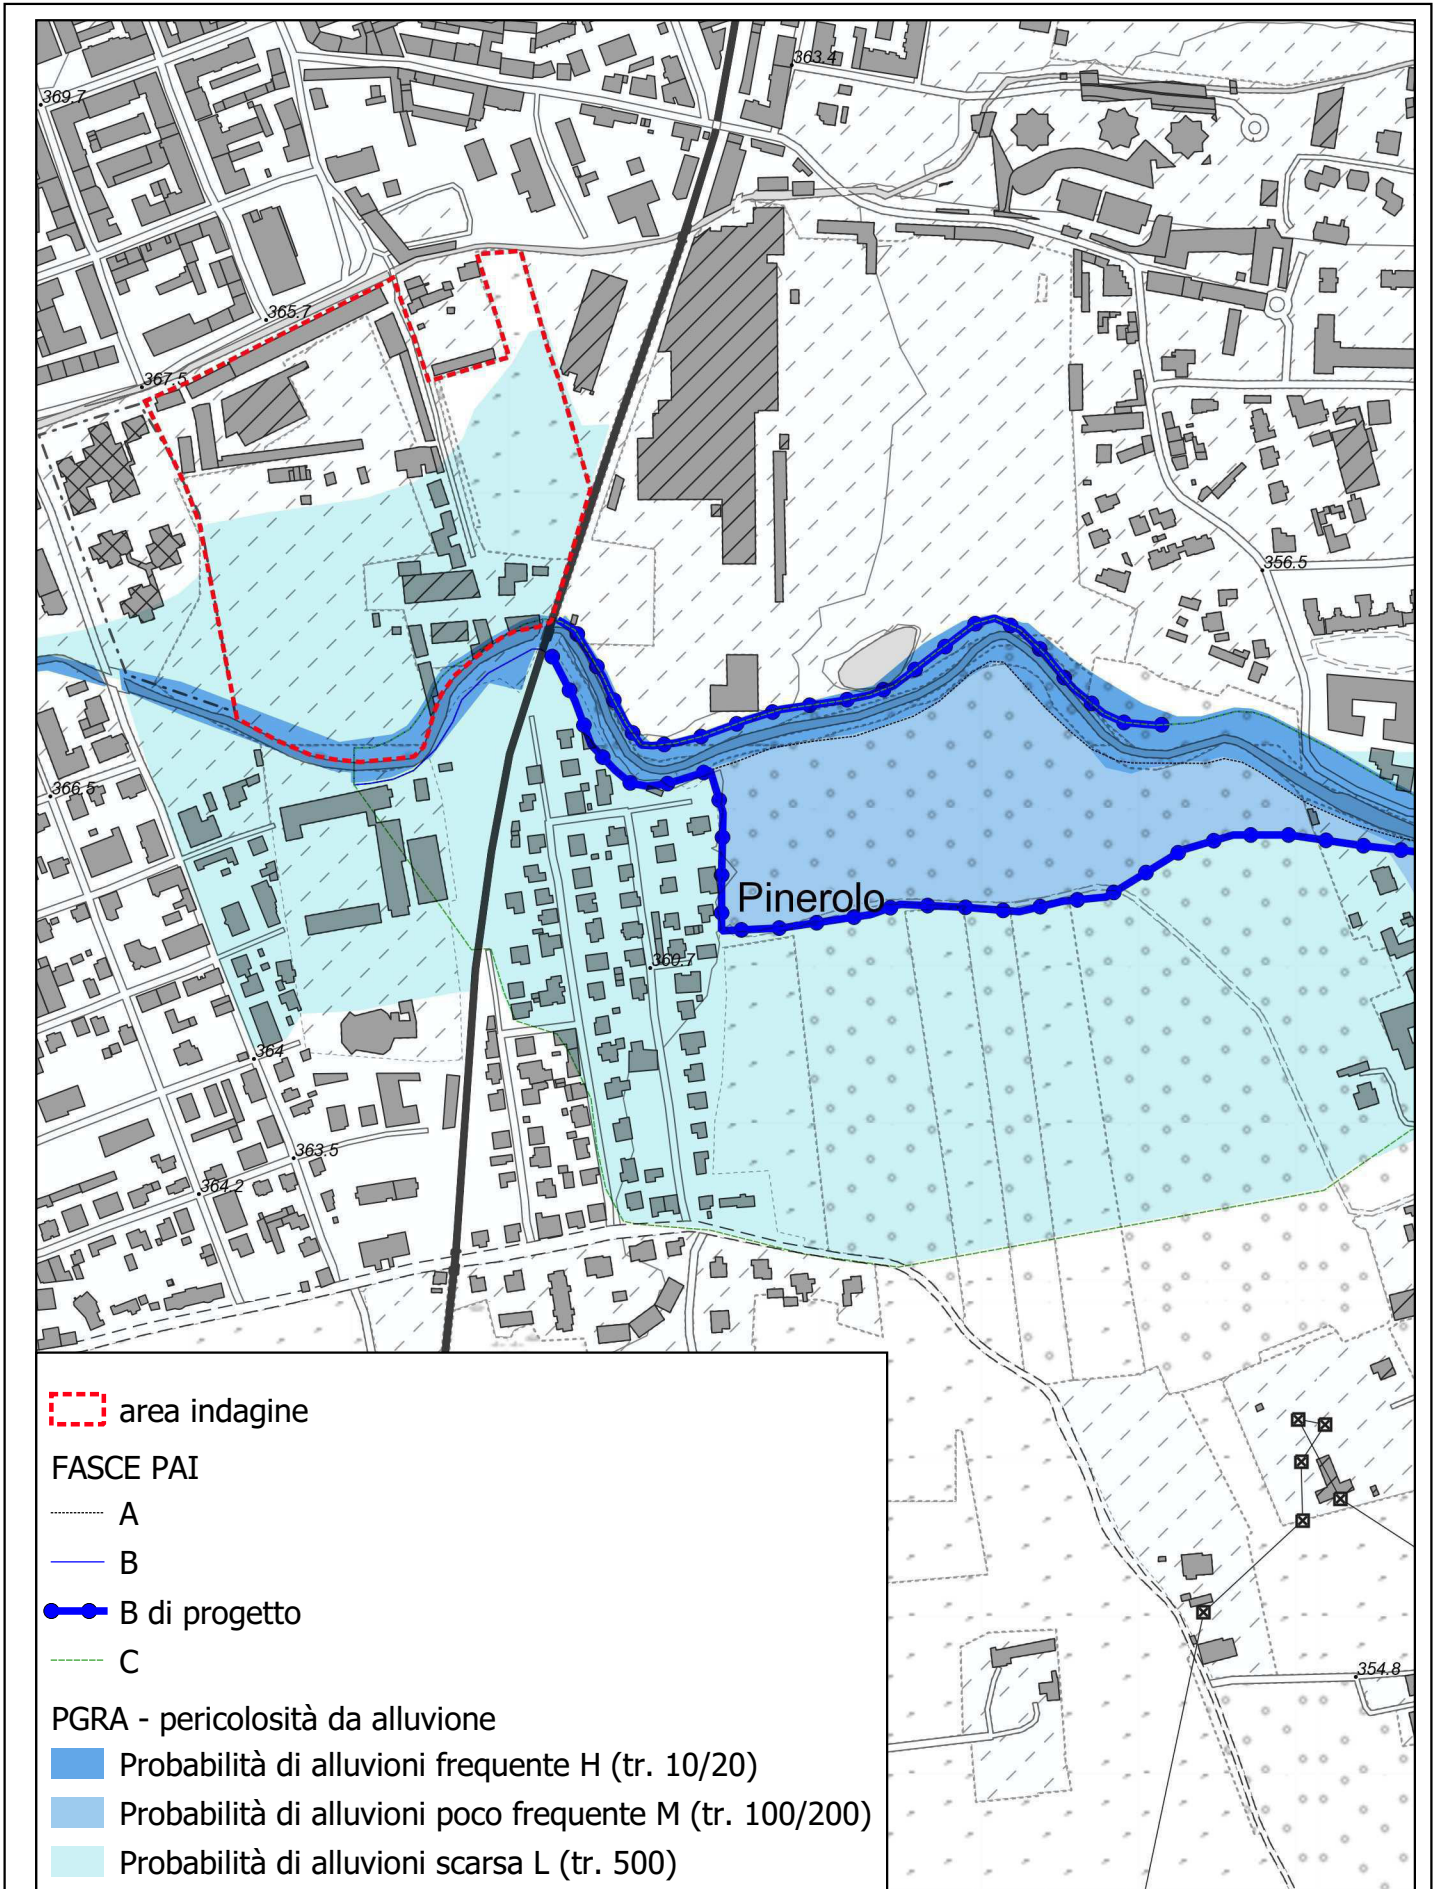 363.4
369.7
365.7
367.5
356.5
366.5
Pinerolo
360.7
364
363.5
364.2
354.8
area indagine
FASCE PAI
A
B
B di progetto
C
PGRA - pericolosità da alluvione
Probabilità di alluvioni frequente H (tr. 10/20)
Probabilità di alluvioni poco frequente M (tr. 100/200)
Probabilità di alluvioni scarsa L (tr. 500)